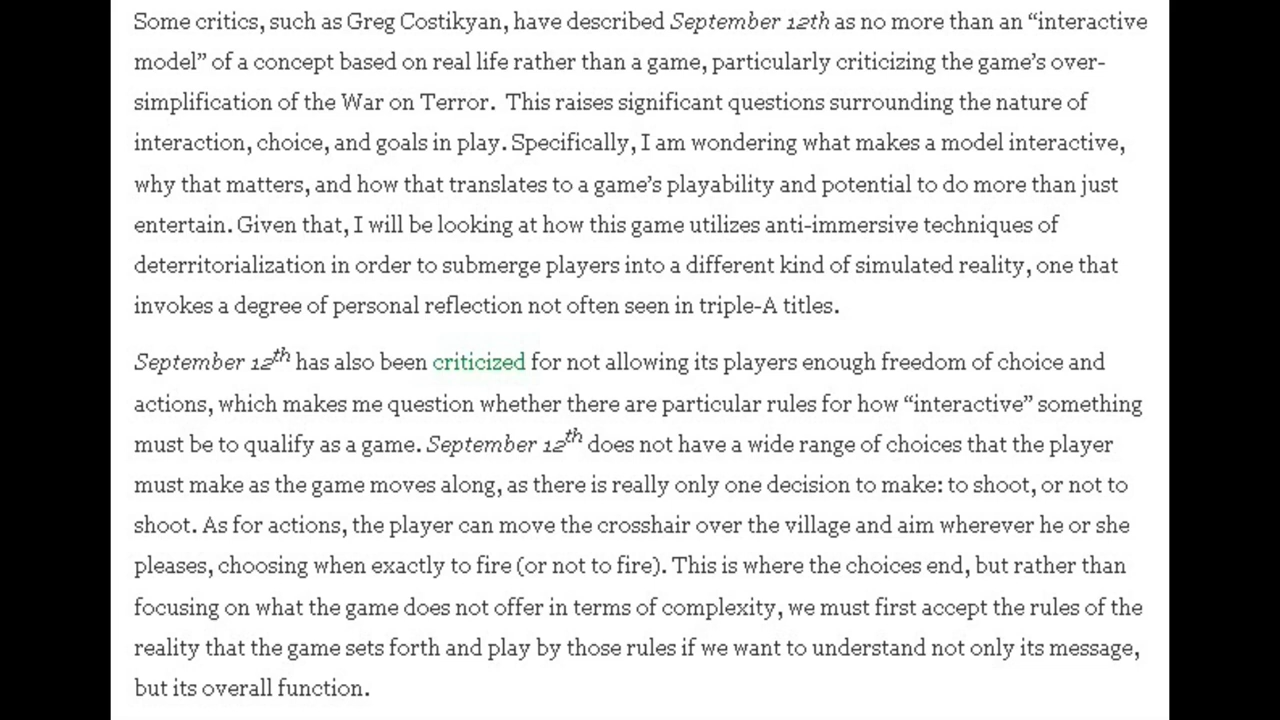 Some critics, such as Greg Costikyan, have described September 12th as no more than an “interactive
model” of a concept based on real life rather than a game, particularly criticizing the game’s over-
simplification of the War on Terror.  This raises significant questions surrounding the nature of
interaction, choice, and goals in play. Specifically, I am wondering what makes a model interactive,
why that matters, and how that translates to a game’s playability and potential to do more than just
entertain. Given that, I will be looking at how this game utilizes anti-immersive techniques of
deterritorialization in order to submerge players into a different kind of simulated reality, one that
invokes a degree of personal reflection not often seen in triple-A titles.
September 12th has also been criticized for not allowing its players enough freedom of choice and
actions, which makes me question whether there are particular rules for how “interactive” something
must be to qualify as a game. September 12th does not have a wide range of choices that the player
must make as the game moves along, as there is really only one decision to make: to shoot, or not to
shoot. As for actions, the player can move the crosshair over the village and aim wherever he or she
pleases, choosing when exactly to fire (or not to fire). This is where the choices end, but rather than
focusing on what the game does not offer in terms of complexity, we must first accept the rules of the
reality that the game sets forth and play by those rules if we want to understand not only its message,
but its overall function.